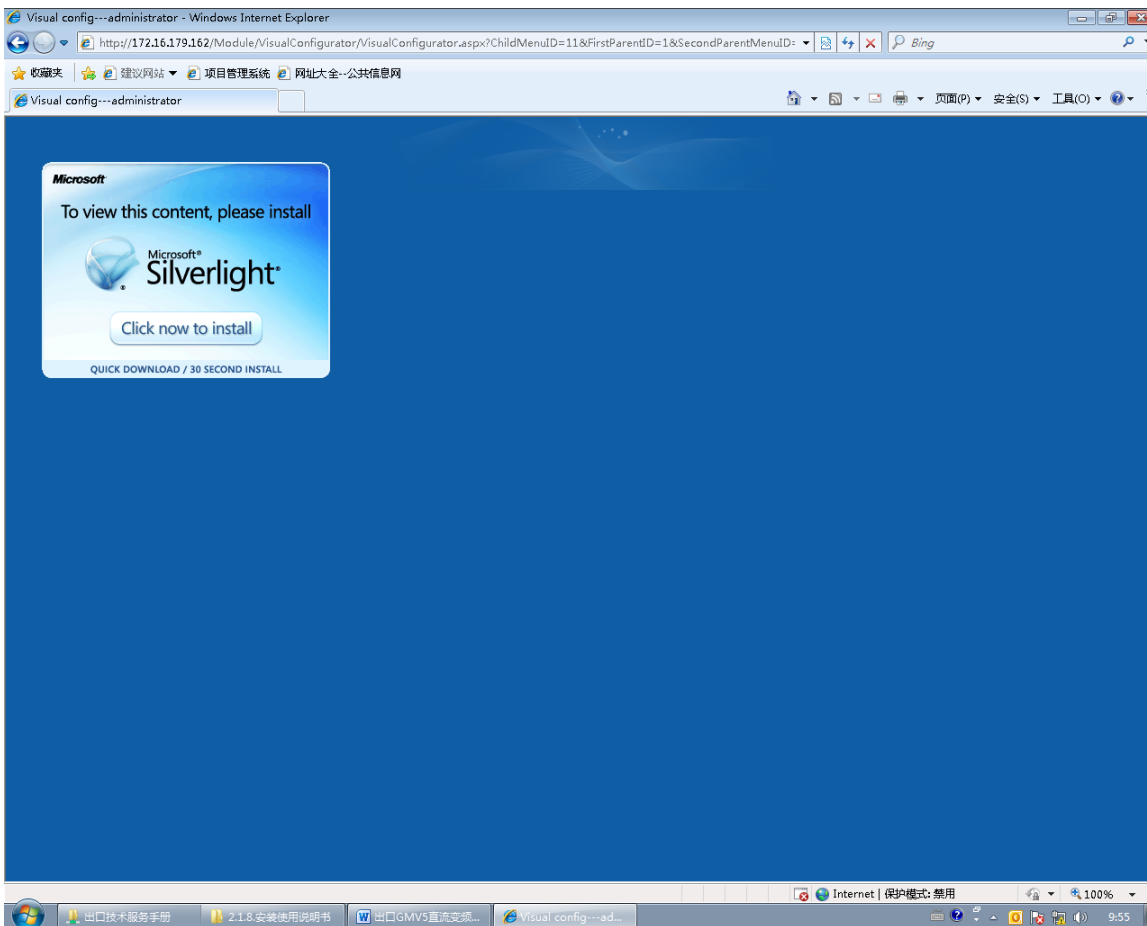 Visual config---administrator - Windows Internet Explorer
http://172.16.179.162/Module/VisualConfigurator/VisualConfigurator.aspx?ChildMenuID=11&FirstParentID=1&SecondParentMenuID=
Bing
收藏夹 建议网站 项目管理系统 网址大全--公共信息网
Visual config---administrator
页面(P) 安全(S) 工具(O)
Microsoft
To view this content, please install
Microsoft®
Silverlight®
Click now to install
QUICK DOWNLOAD / 30 SECOND INSTALL
Internet | 保护模式: 禁用
100%
出口技术服务手册 2.1.8.安装使用说明书 出口GMV5直流变频... Visual config---ad...
9:55